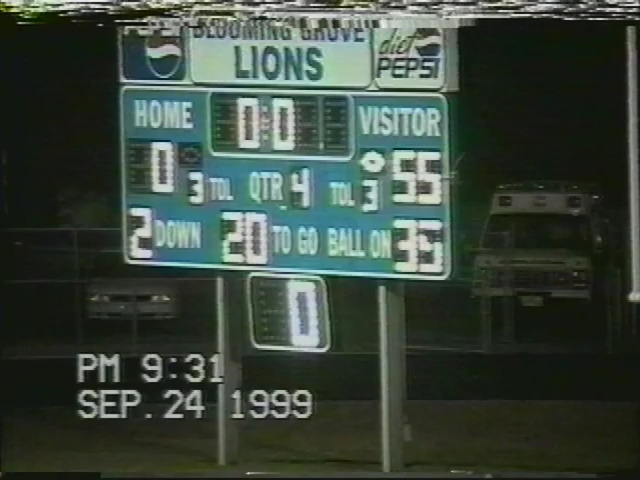 BLOOMING GROVE
LIONS
diet
PEPSI
HOME 0:0 VISITOR
0 3 TOL QTR 4 TOL 3 55
2 DOWN 20 TO GO BALL ON 35
0
PM 9:31
SEP. 24 1999